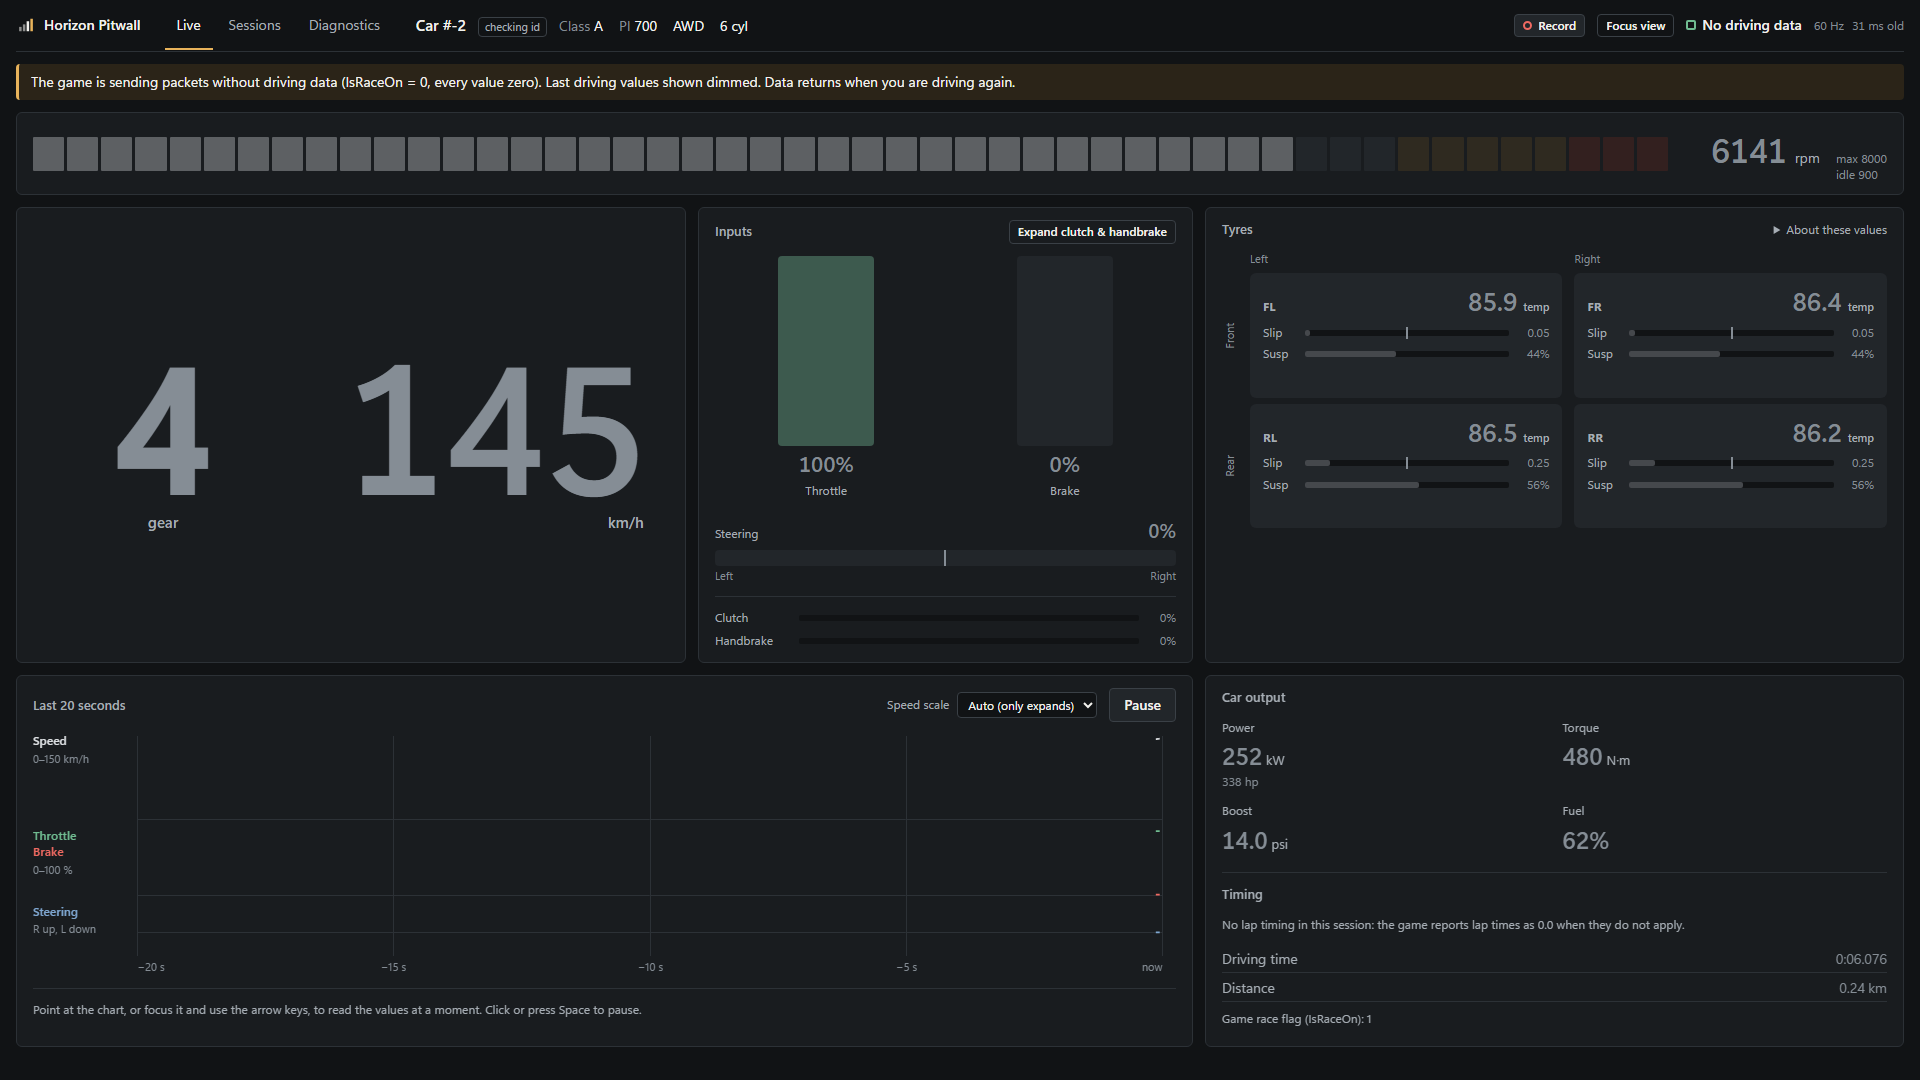 Horizon Pitwall
Live
Sessions
Diagnostics
Car #-2
checking id
Class A
PI 700
AWD
6 cyl
Record
Focus view
No driving data
60 Hz
31 ms old
The game is sending packets without driving data (IsRaceOn = 0, every value zero). Last driving values shown dimmed. Data returns when you are driving again.
6141 rpm
max 8000
idle 900
4
gear
145
km/h
Inputs
Expand clutch & handbrake
100%
Throttle
0%
Brake
Steering
0%
Left
Right
Clutch
0%
Handbrake
0%
Tyres
About these values
Left
Right
Front
FL
85.9 temp
Slip
0.05
Susp
44%
FR
86.4 temp
Slip
0.05
Susp
44%
Rear
RL
86.5 temp
Slip
0.25
Susp
56%
RR
86.2 temp
Slip
0.25
Susp
56%
Last 20 seconds
Speed scale
Auto (only expands)
Pause
Speed
0–150 km/h
Throttle
Brake
0–100 %
Steering
R up, L down
−20 s
−15 s
−10 s
−5 s
now
Point at the chart, or focus it and use the arrow keys, to read the values at a moment. Click or press Space to pause.
Car output
Power
252 kW
338 hp
Torque
480 N·m
Boost
14.0 psi
Fuel
62%
Timing
No lap timing in this session: the game reports lap times as 0.0 when they do not apply.
Driving time
0:06.076
Distance
0.24 km
Game race flag (IsRaceOn): 1